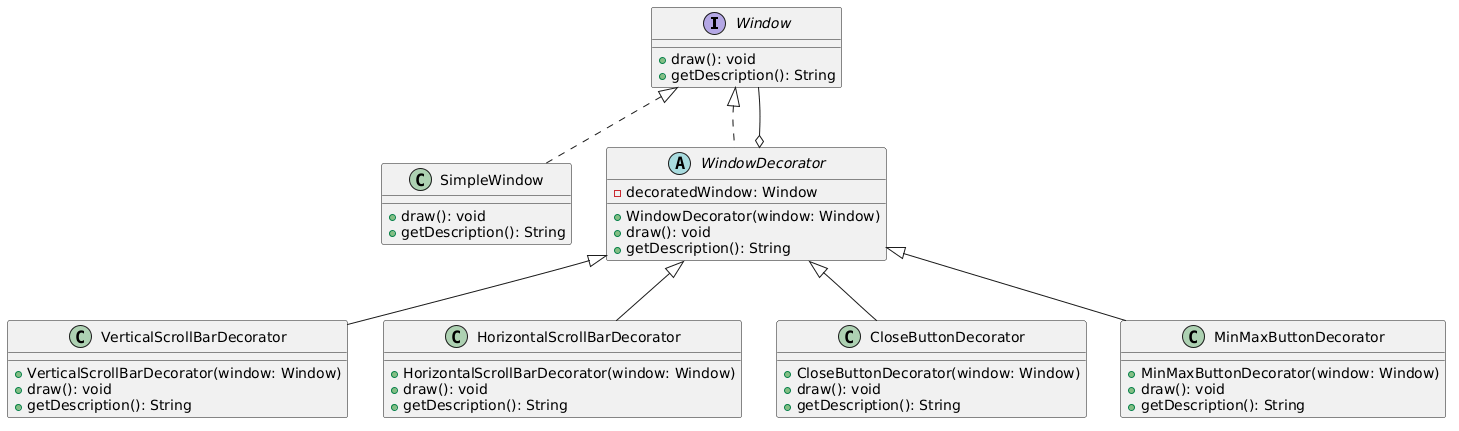 I Window
draw(): void
getDescription(): String
C SimpleWindow
draw(): void
getDescription(): String
A WindowDecorator
decoratedWindow: Window
WindowDecorator(window: Window)
draw(): void
getDescription(): String
C VerticalScrollBarDecorator
VerticalScrollBarDecorator(window: Window)
draw(): void
getDescription(): String
C HorizontalScrollBarDecorator
HorizontalScrollBarDecorator(window: Window)
draw(): void
getDescription(): String
C CloseButtonDecorator
CloseButtonDecorator(window: Window)
draw(): void
getDescription(): String
C MinMaxButtonDecorator
MinMaxButtonDecorator(window: Window)
draw(): void
getDescription(): String